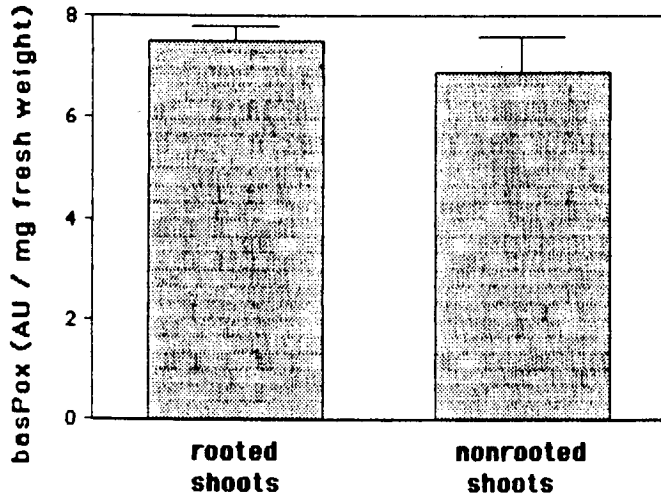 basPox (AU / mg fresh weight)
8
6
4
2
0
rooted
shoots
nonrooted
shoots